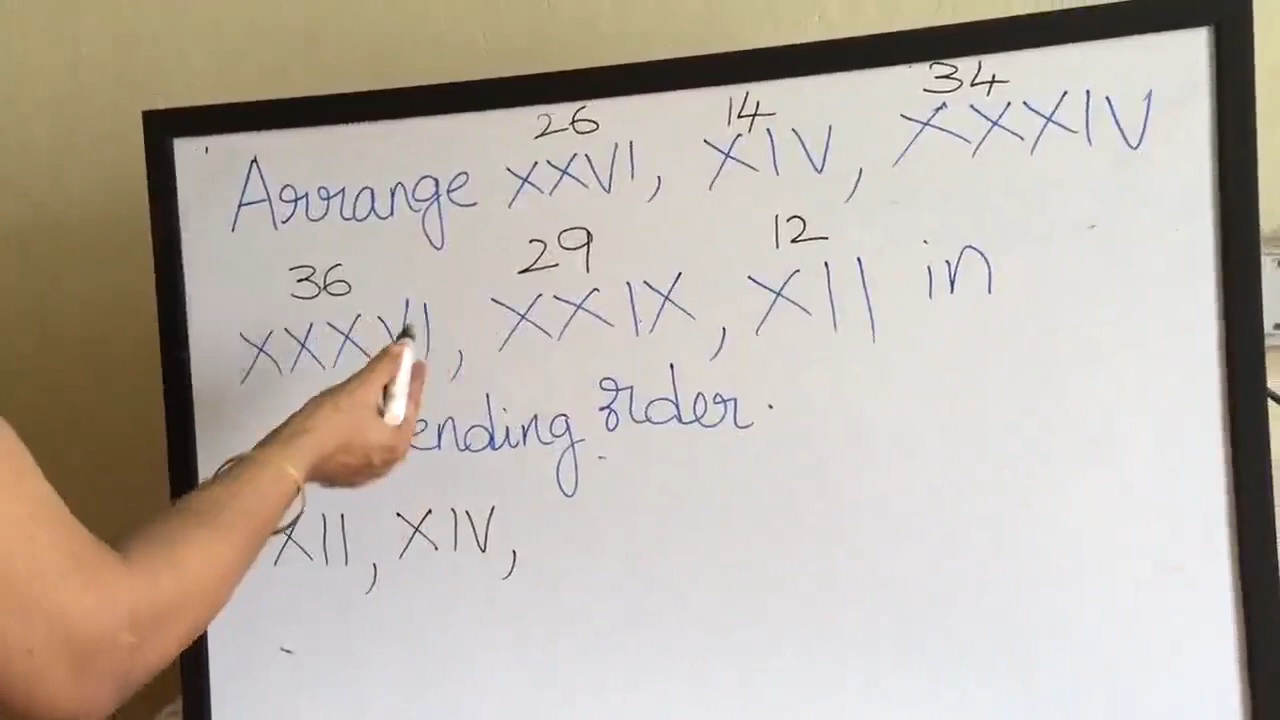 26 14 34
Arrange XXVI, XIV, XXXIV
36 29 12
XXXVI, XXIX, XII in
ending order.
XII, XIV,